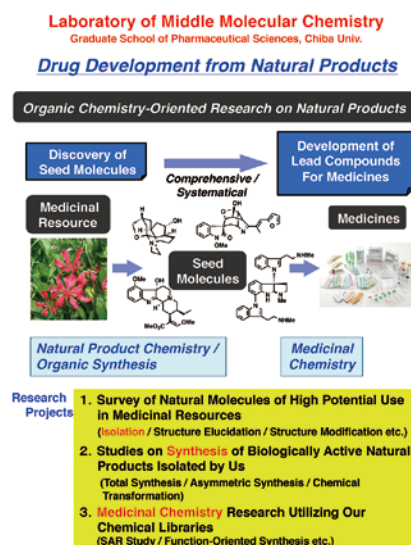 Laboratory of Middle Molecular Chemistry
Graduate School of Pharmaceutical Sciences, Chiba Univ.
Drug Development from Natural Products
Organic Chemistry-Oriented Research on Natural Products
Discovery of
Seed Molecules
Comprehensive /
Systematical
Development of
Lead Compounds
For Medicines
Medicinal
Resource
OH
OH
N
O
OMe
Medicines
Seed
Molecules
NHMe
OMe
OH
MeO₂C
OMe
NHMe
Natural Product Chemistry /
Organic Synthesis
Medicinal
Chemistry
Research
Projects
1. Survey of Natural Molecules of High Potential Use
in Medicinal Resources
(Isolation / Structure Elucidation / Structure Modification etc.)
2. Studies on Synthesis of Biologically Active Natural
Products Isolated by Us
(Total Synthesis / Asymmetric Synthesis / Chemical
Transformation)
3. Medicinal Chemistry Research Utilizing Our
Chemical Libraries
(SAR Study / Function-Oriented Synthesis etc.)